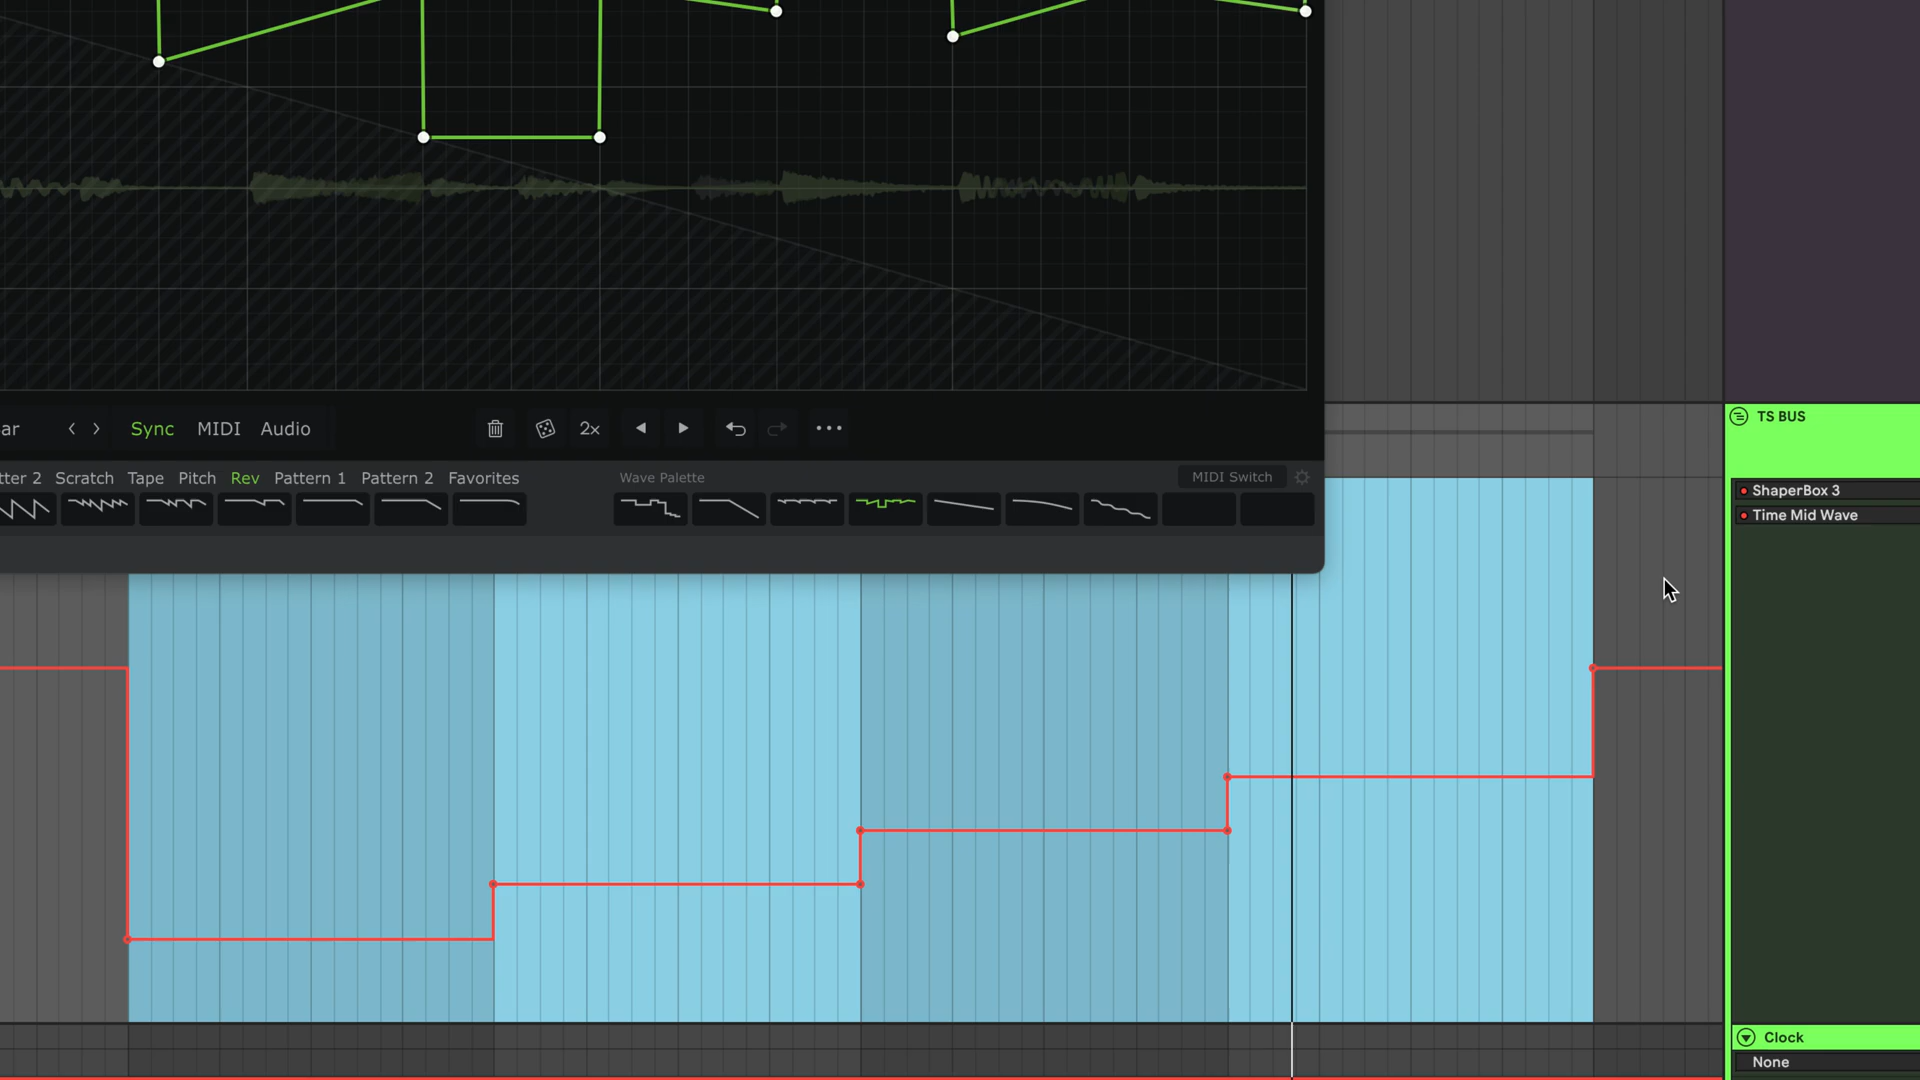 TS BUS
ar
Sync MIDI Audio
2x
tter 2 Scratch Tape Pitch Rev Pattern 1 Pattern 2 Favorites
Wave Palette
MIDI Switch
ShaperBox 3
Time Mid Wave
Clock
None